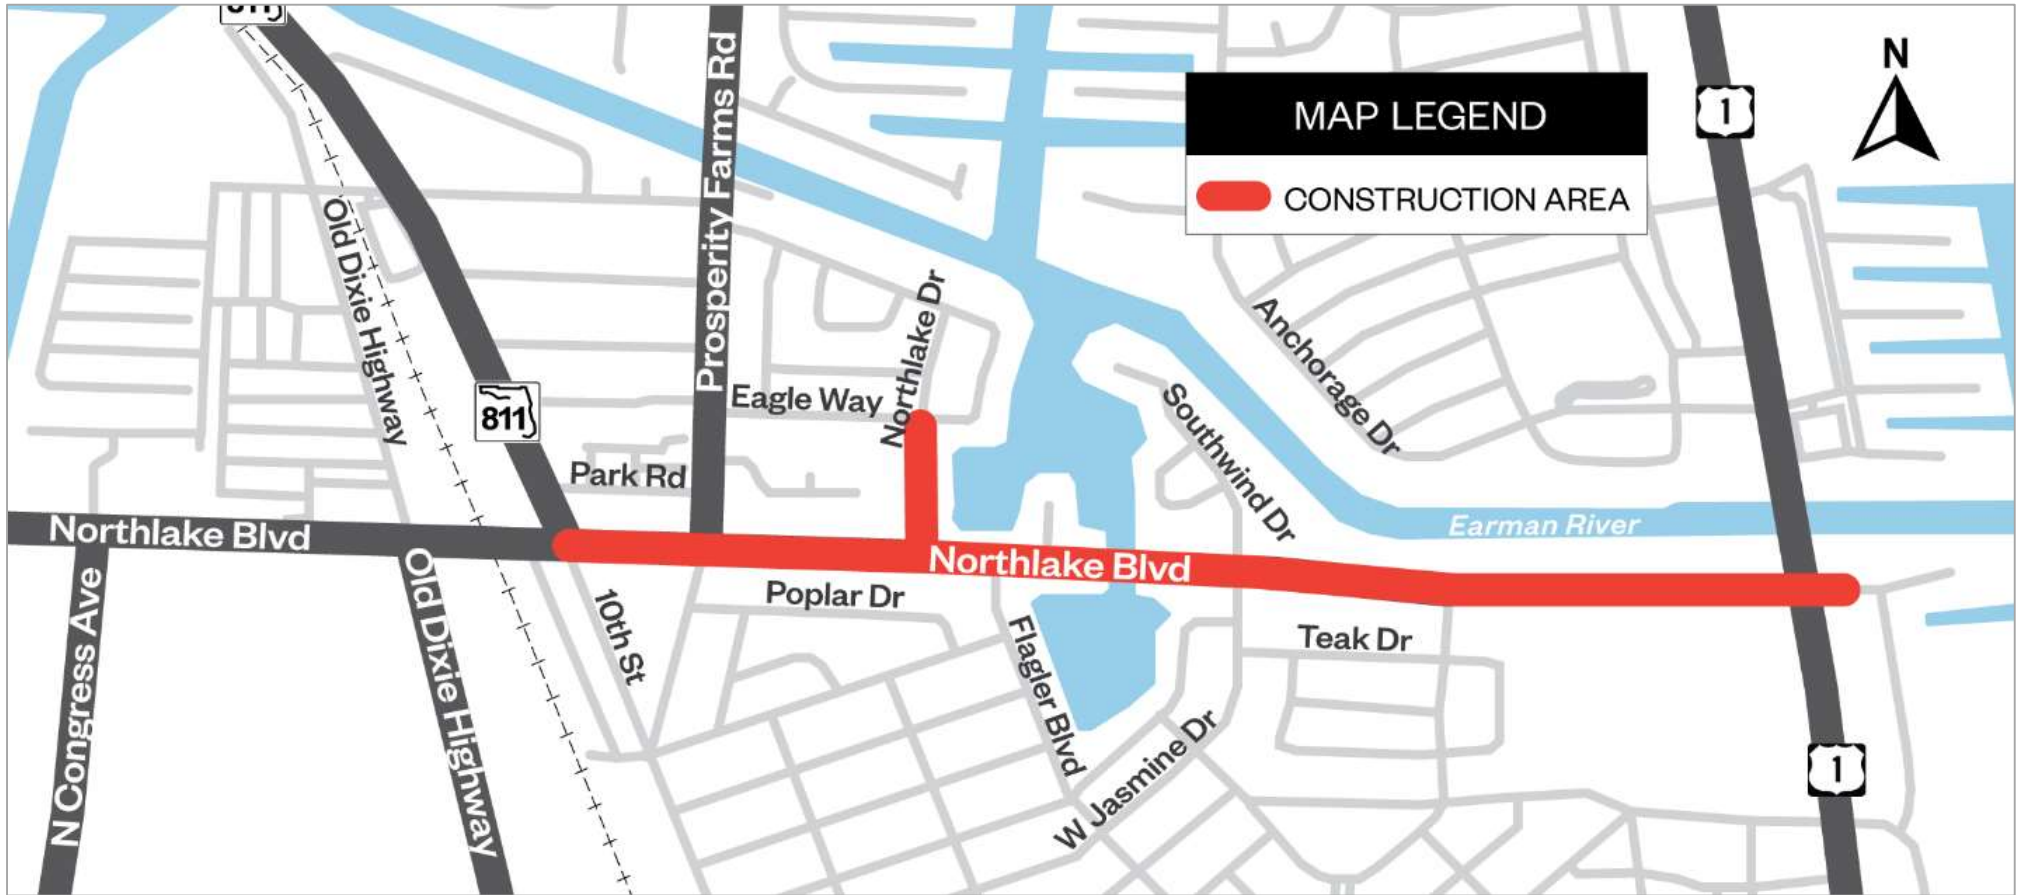 811
N
1
MAP LEGEND
CONSTRUCTION AREA
Prosperity Farms Rd
Old Dixie Highway
Northlake Dr
Anchorage Dr
811
Eagle Way
Southwind Dr
Park Rd
Earman River
Northlake Blvd
Northlake Blvd
N Congress Ave
Old Dixie Highway
10th St
Poplar Dr
Flagler Blvd
Teak Dr
W Jasmine Dr
1